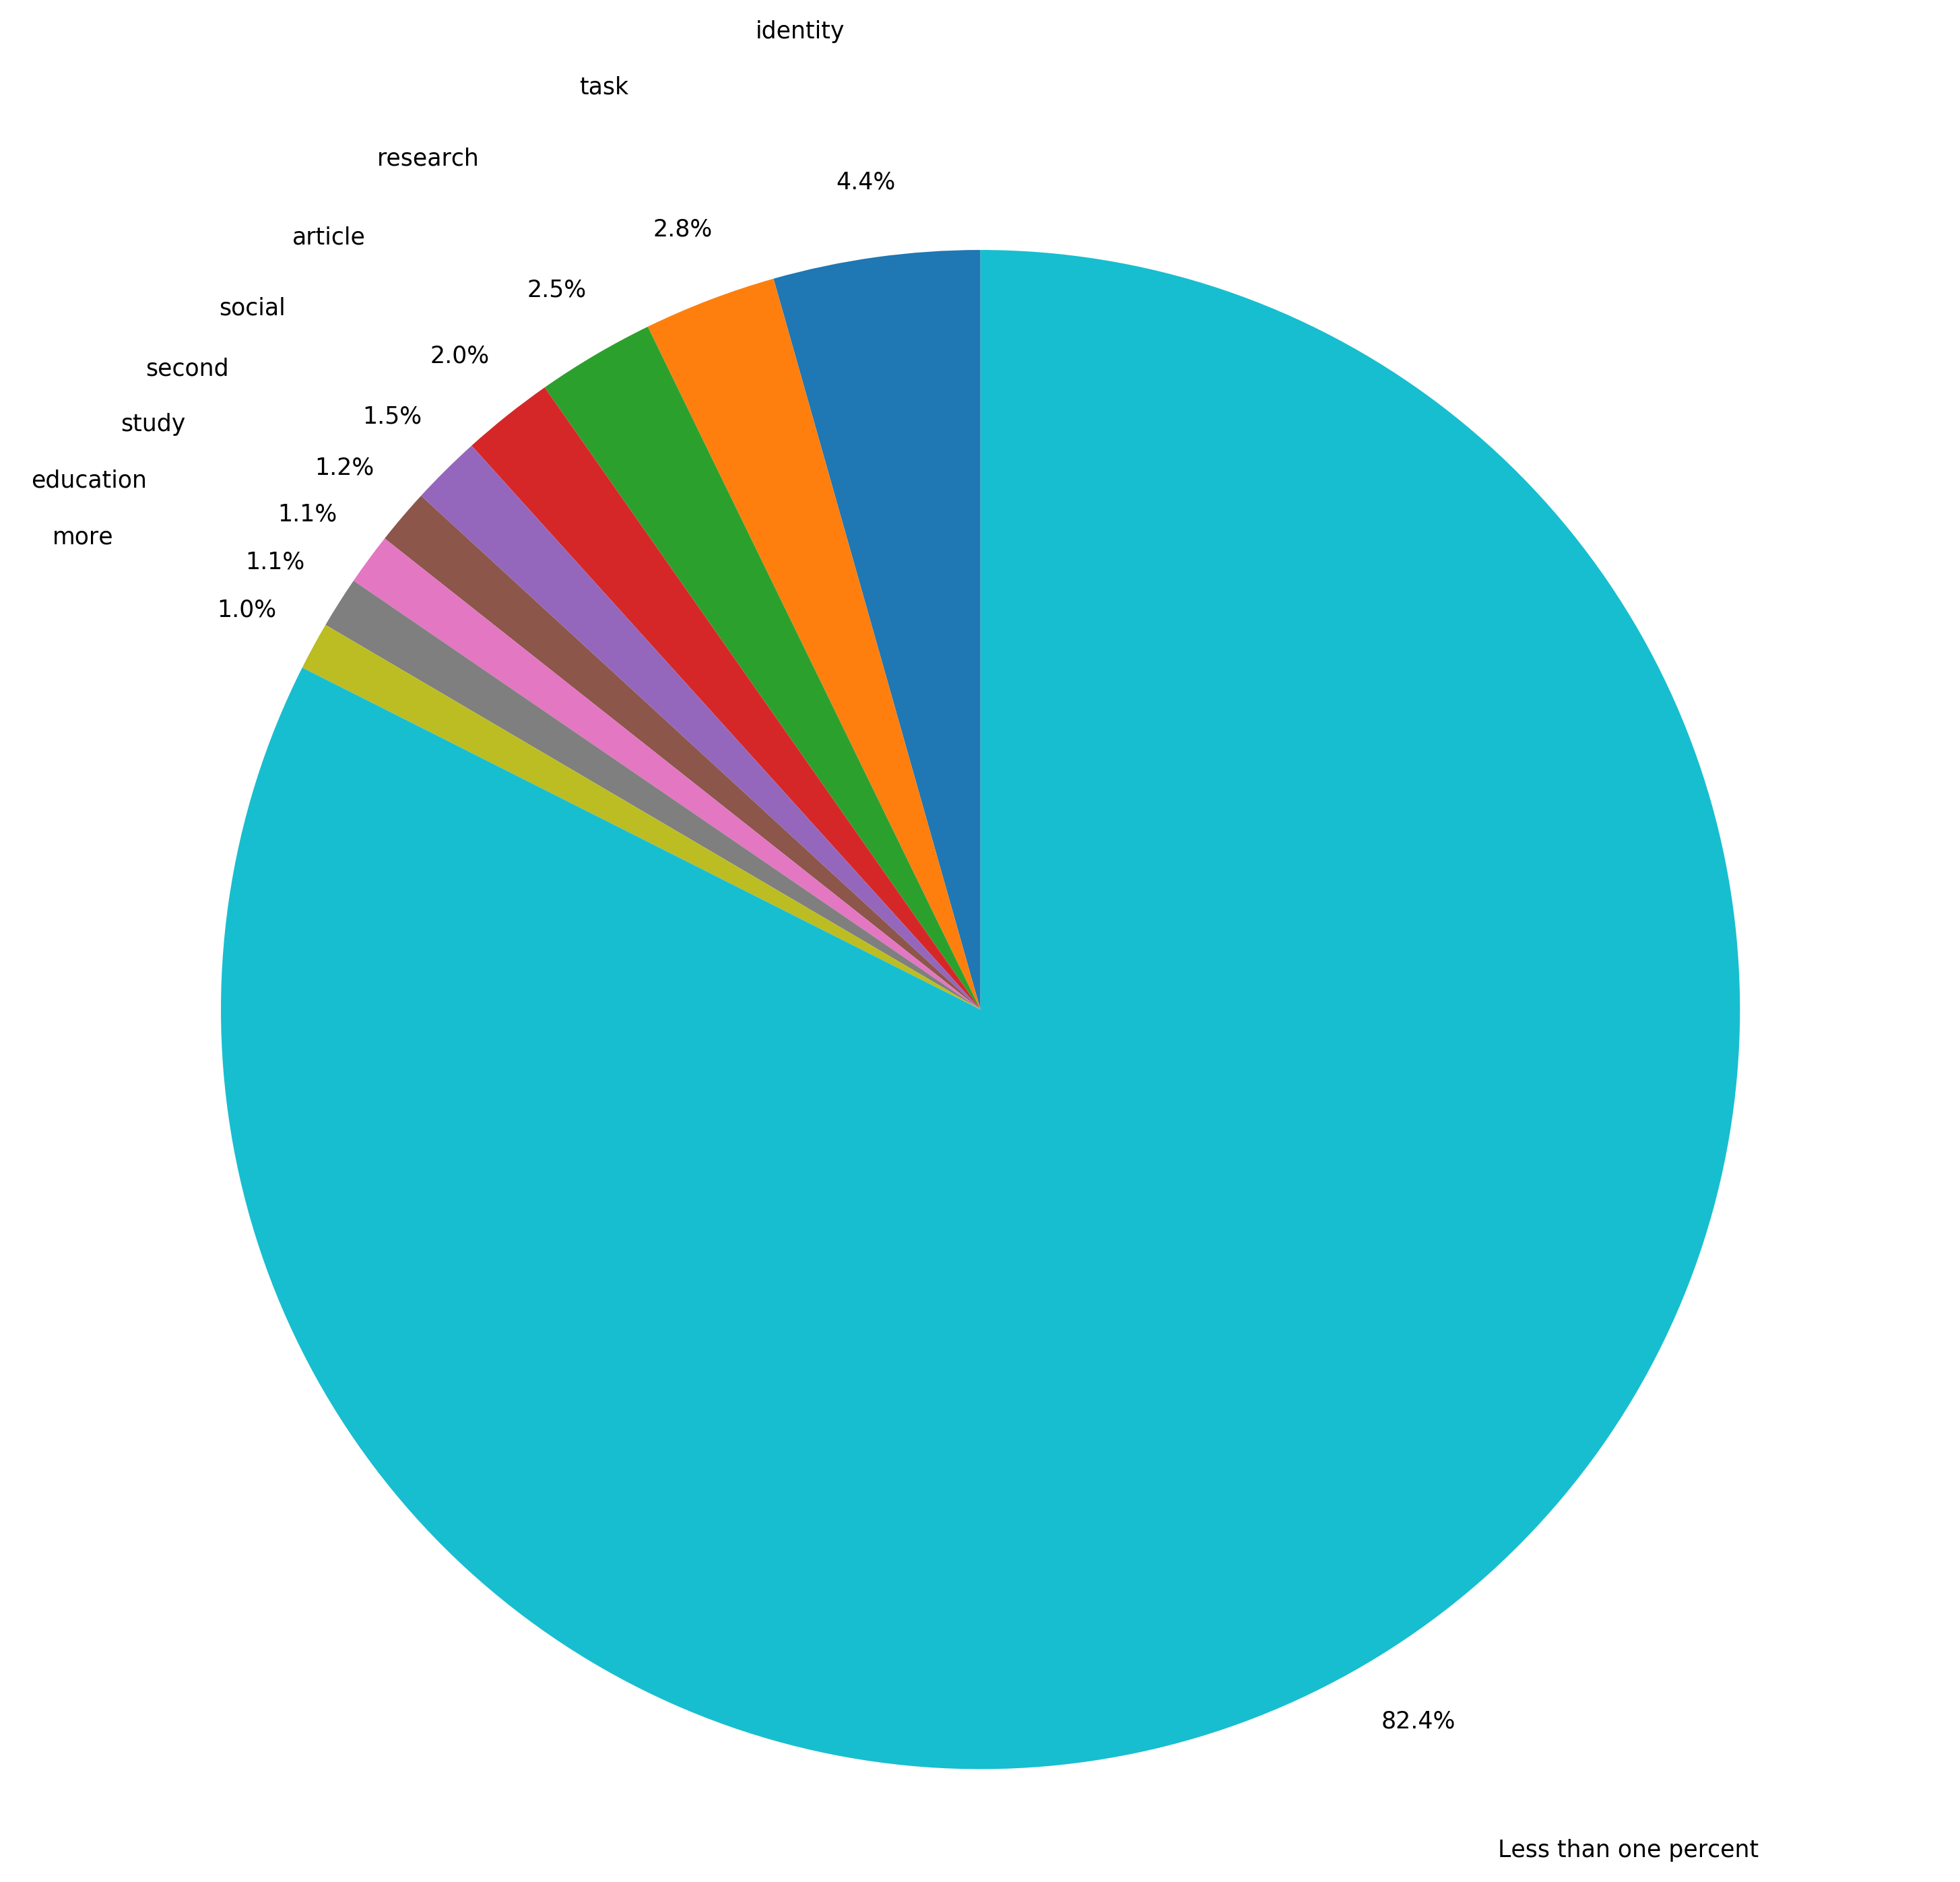 identity
task
research
4.4%
2.8%
article
2.5%
social
2.0%
second
1.5%
study
1.2%
education
1.1%
more
1.1%
1.0%
82.4%
Less than one percent